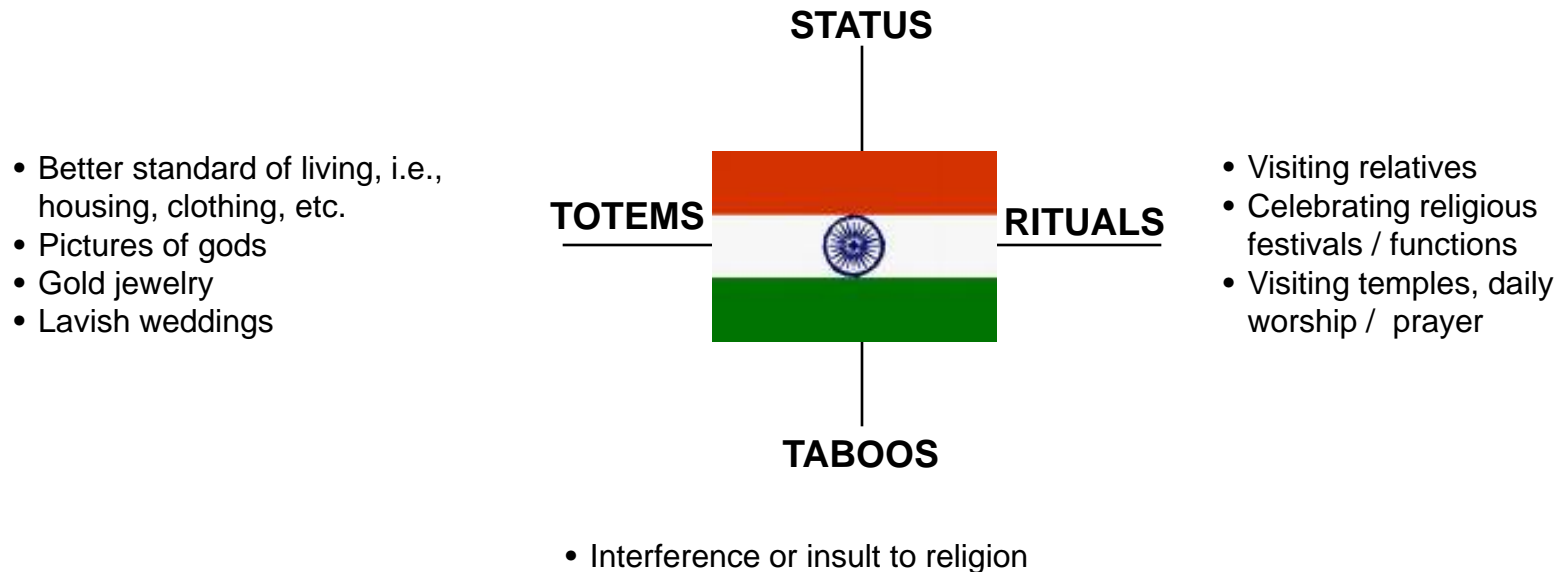 STATUS
• Better standard of living, i.e.,
housing, clothing, etc.
• Pictures of gods
• Gold jewelry
• Lavish weddings
TOTEMS
RITUALS
• Visiting relatives
• Celebrating religious
festivals / functions
• Visiting temples, daily
worship / prayer
TABOOS
• Interference or insult to religion